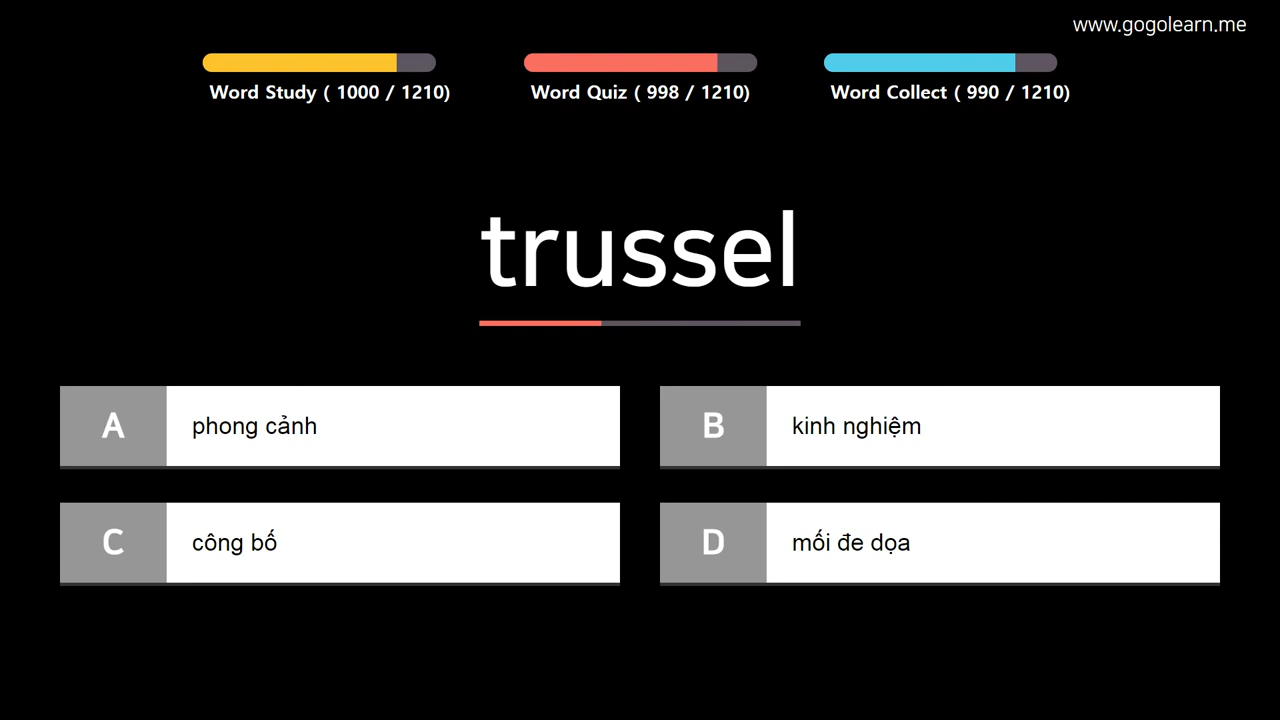 www.gogolearn.me
Word Study ( 1000 / 1210)
Word Quiz ( 998 / 1210)
Word Collect ( 990 / 1210)
trussel
A
phong cảnh
B
kinh nghiệm
C
công bố
D
mối đe dọa